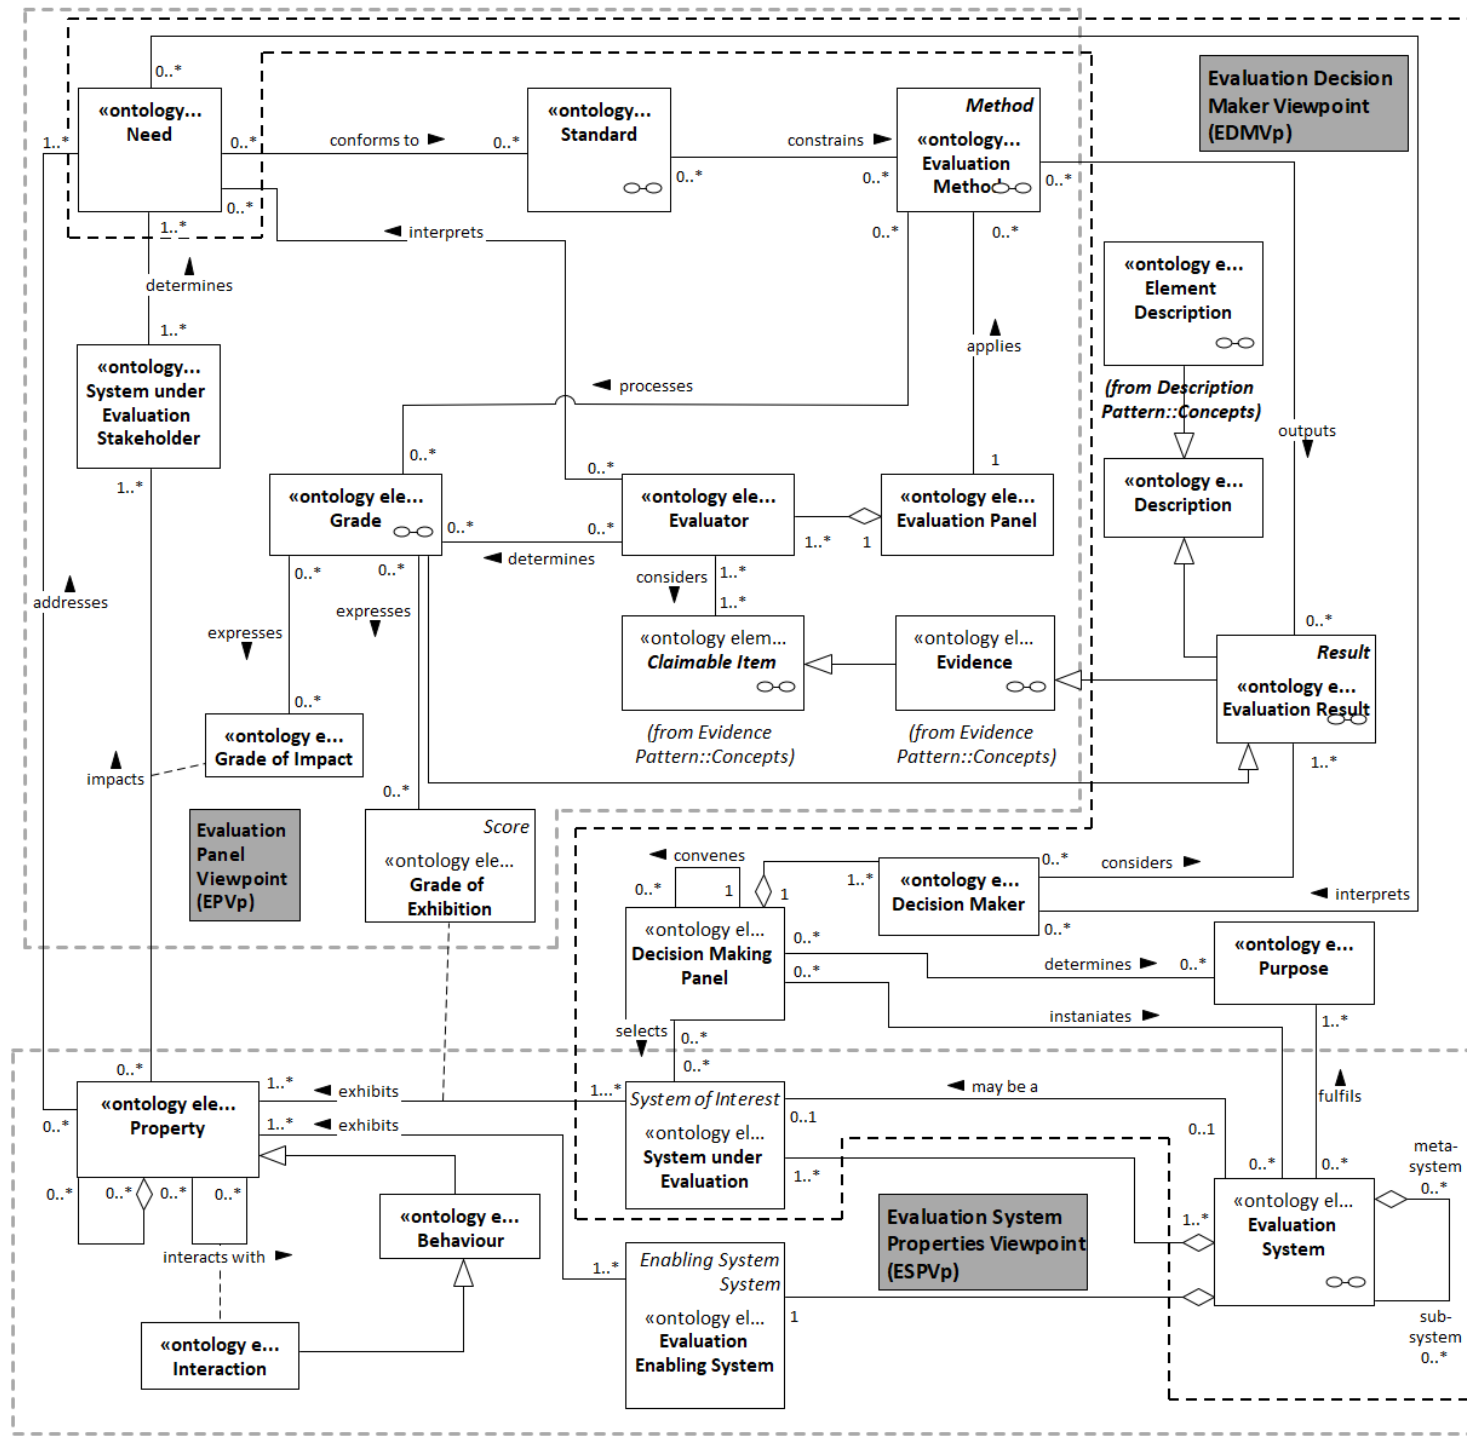 0..*
Evaluation Decision
Maker Viewpoint
(EDMVp)
«ontology...
Need
1..*
0..*
conforms to
0..*
«ontology...
Standard
constrains
0..*
0..*
Method
«ontology...
Evaluation
Method
0..*
0..*
1..*
interprets
0..*
0..*
determines
1..*
«ontology e...
Element
Description
(from Description
Pattern::Concepts)
applies
«ontology...
System under
Evaluation
Stakeholder
processes
outputs
1..*
0..*
0..*
1
«ontology ele...
Grade
0..*
0..*
«ontology ele...
Evaluator
1..*
1
«ontology ele...
Evaluation Panel
«ontology e...
Description
determines
0..*
0..*
considers
1..*
1..*
addresses
expresses
expresses
«ontology elem...
Claimable Item
(from Evidence
Pattern::Concepts)
«ontology el...
Evidence
(from Evidence
Pattern::Concepts)
0..*
Result
«ontology e...
Evaluation Result
1..*
0..*
«ontology e...
Grade of Impact
impacts
0..*
Evaluation
Panel
Viewpoint
(EPVp)
Score
«ontology ele...
Grade of
Exhibition
convenes
0..*
1
1
1..*
«ontology e...
Decision Maker
0..*
considers
interprets
0..*
«ontology el...
Decision Making
Panel
0..*
0..*
determines
0..*
«ontology e...
Purpose
instaniates
1..*
selects
0..*
0..*
0..*
«ontology ele...
Property
0..*
1..*
exhibits
1...*
1..*
exhibits
System of Interest
«ontology el...
System under
Evaluation
may be a
0..1
0..1
fulfils
1..*
0..*
0..*
meta-
system
0..*
0..*
0..*
0..*
0..*
interacts with
«ontology e...
Behaviour
«ontology e...
Interaction
1..*
Enabling System
System
«ontology el...
Evaluation
Enabling System
1
Evaluation System
Properties Viewpoint
(ESPVp)
1..*
«ontology el...
Evaluation
System
sub-
system
0..*